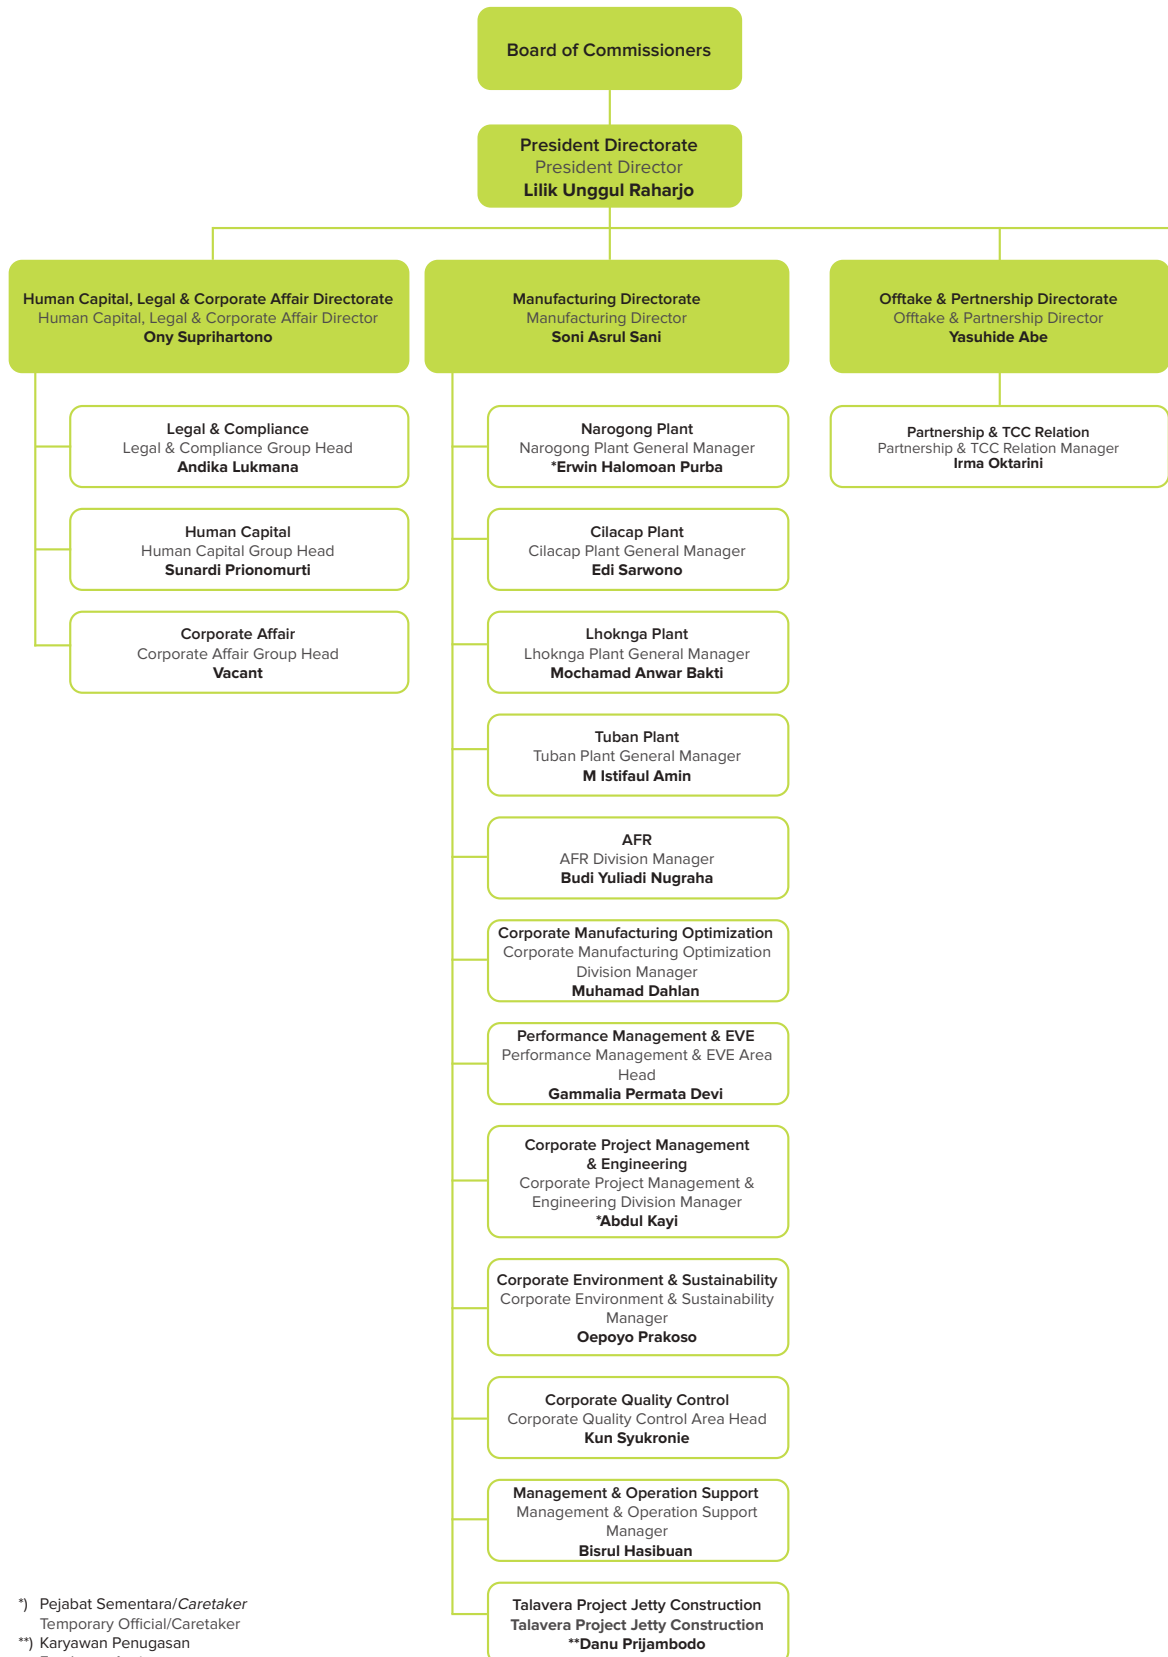 Board of Commissioners
President Directorate
President Director
Lilik Unggul Raharjo
Human Capital, Legal & Corporate Affair Directorate
Human Capital, Legal & Corporate Affair Director
Ony Suprihartono
Legal & Compliance
Legal & Compliance Group Head
Andika Lukmana
Human Capital
Human Capital Group Head
Sunardi Prionomurti
Corporate Affair
Corporate Affair Group Head
Vacant
Manufacturing Directorate
Manufacturing Director
Soni Asrul Sani
Narogong Plant
Narogong Plant General Manager
*Erwin Halomoan Purba
Cilacap Plant
Cilacap Plant General Manager
Edi Sarwono
Lhoknga Plant
Lhoknga Plant General Manager
Mochamad Anwar Bakti
Tuban Plant
Tuban Plant General Manager
M Istifaul Amin
AFR
AFR Division Manager
Budi Yuliadi Nugraha
Corporate Manufacturing Optimization
Corporate Manufacturing Optimization
Division Manager
Muhamad Dahlan
Performance Management & EVE
Performance Management & EVE Area
Head
Gammalia Permata Devi
Corporate Project Management
& Engineering
Corporate Project Management &
Engineering Division Manager
*Abdul Kayi
Corporate Environment & Sustainability
Corporate Environment & Sustainability
Manager
Oepoyo Prakoso
Corporate Quality Control
Corporate Quality Control Area Head
Kun Syukronie
Management & Operation Support
Management & Operation Support
Manager
Bisrul Hasibuan
Talavera Project Jetty Construction
Talavera Project Jetty Construction
**Danu Prijambodo
Offtake & Pertnership Directorate
Offtake & Partnership Director
Yasuhide Abe
Partnership & TCC Relation
Partnership & TCC Relation Manager
Irma Oktarini
*) Pejabat Sementara/Caretaker
Temporary Official/Caretaker
**) Karyawan Penugasan